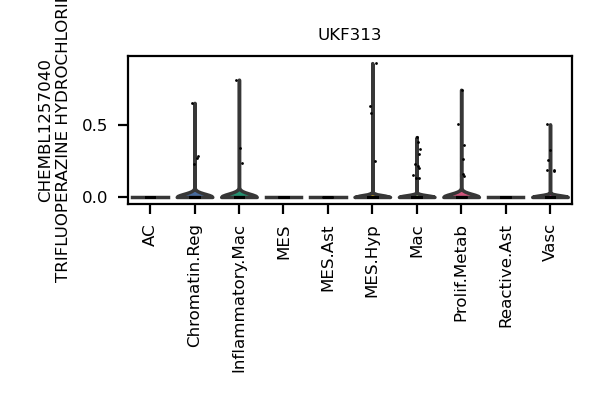 UKF313
CHEMBL1257040
TRIFLUOPERAZINE
0.5
0.0
AC
Chromatin.Reg
Inflammatory.Mac
MES
MES.Ast
MES.Hyp
Mac
Prolif.Metab
Reactive.Ast
Vasc